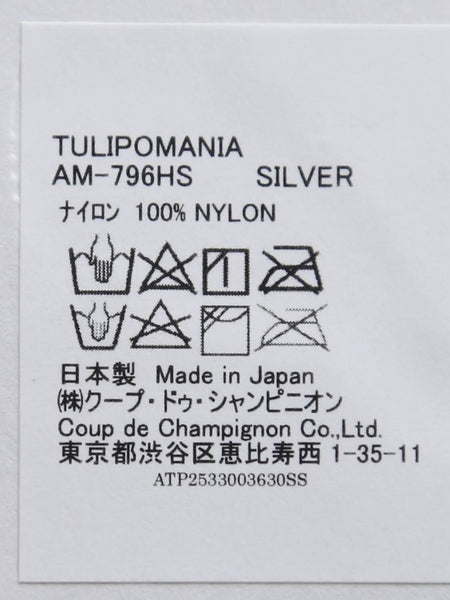 TULIPOMANIA
AM-796HS SILVER
ナイロン 100% NYLON
日本製 Made in Japan
㈱クープ・ドゥ・シャンピニオン
Coup de Champignon Co.,Ltd.
東京都渋谷区恵比寿西 1-35-11
ATP2533003630SS